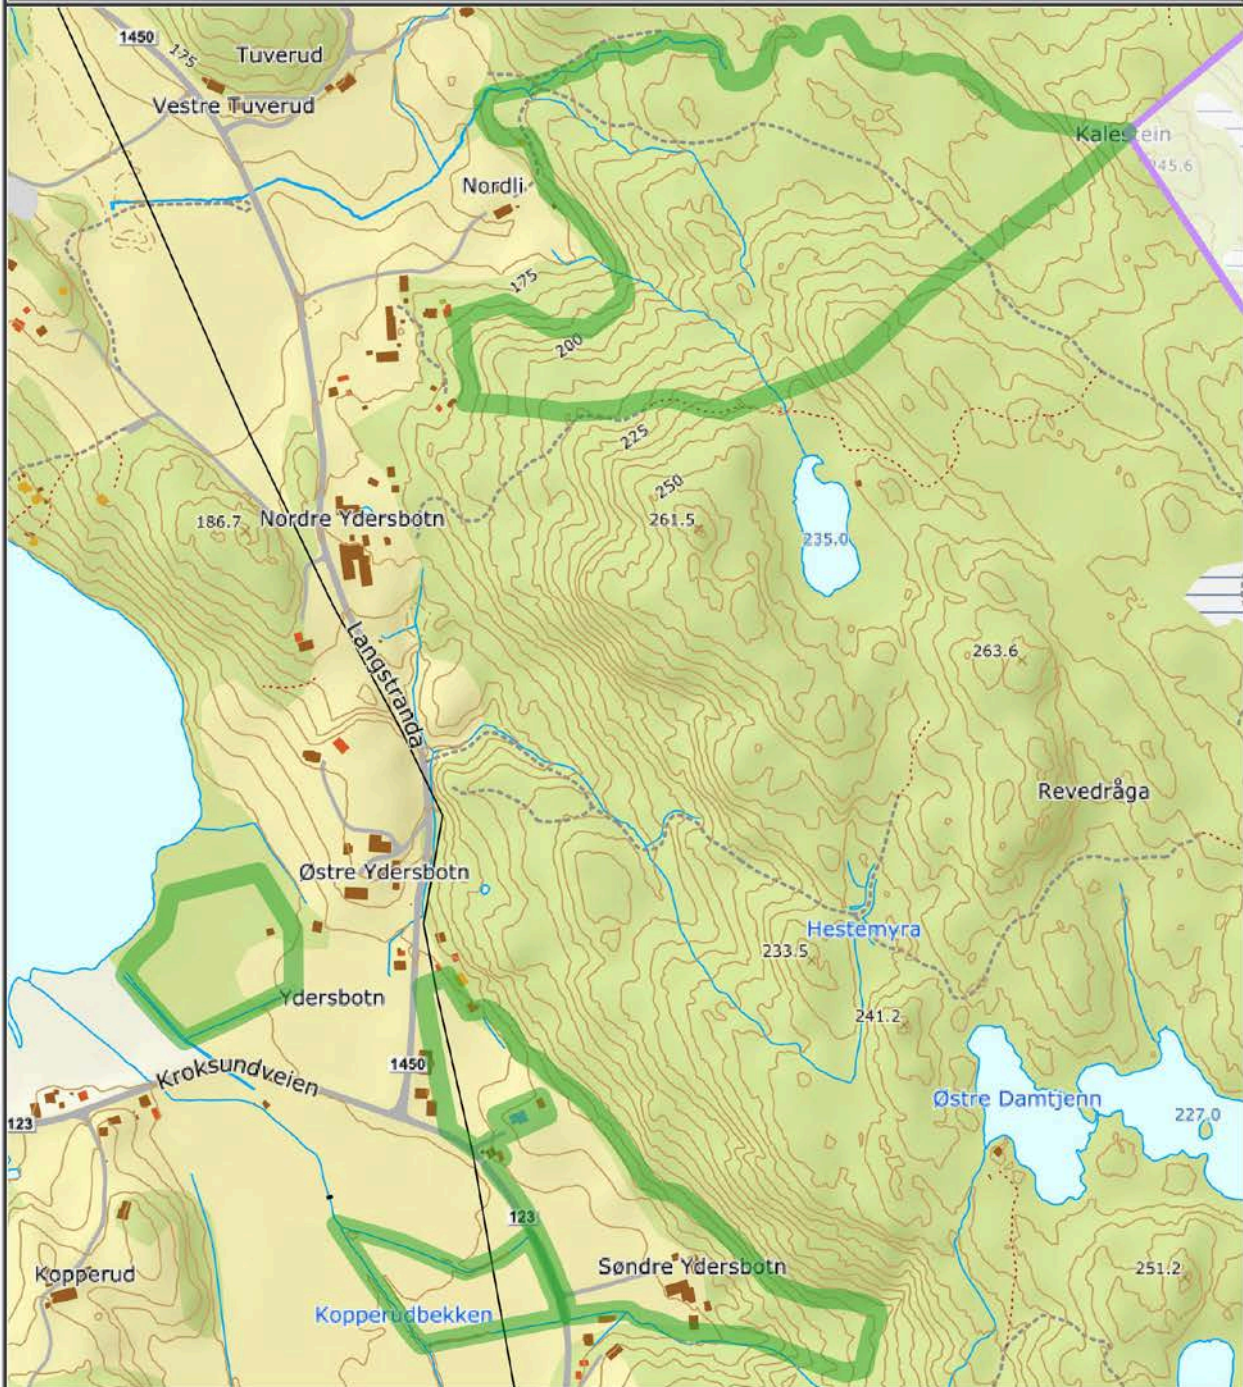 1450
175
Tuverud
Vestre Tuverud
Kalestein
245.6
Nordli
175
200
225
250
261.5
186.7
Nordre Ydersbotn
235.0
Langstranda
263.6
Revedråga
Østre Ydersbotn
Hestemyra
233.5
Ydersbotn
241.2
1450
Kroksundveien
Østre Damtjenn
227.0
123
123
Søndre Ydersbotn
251.2
Kopperud
Kopperudbekken